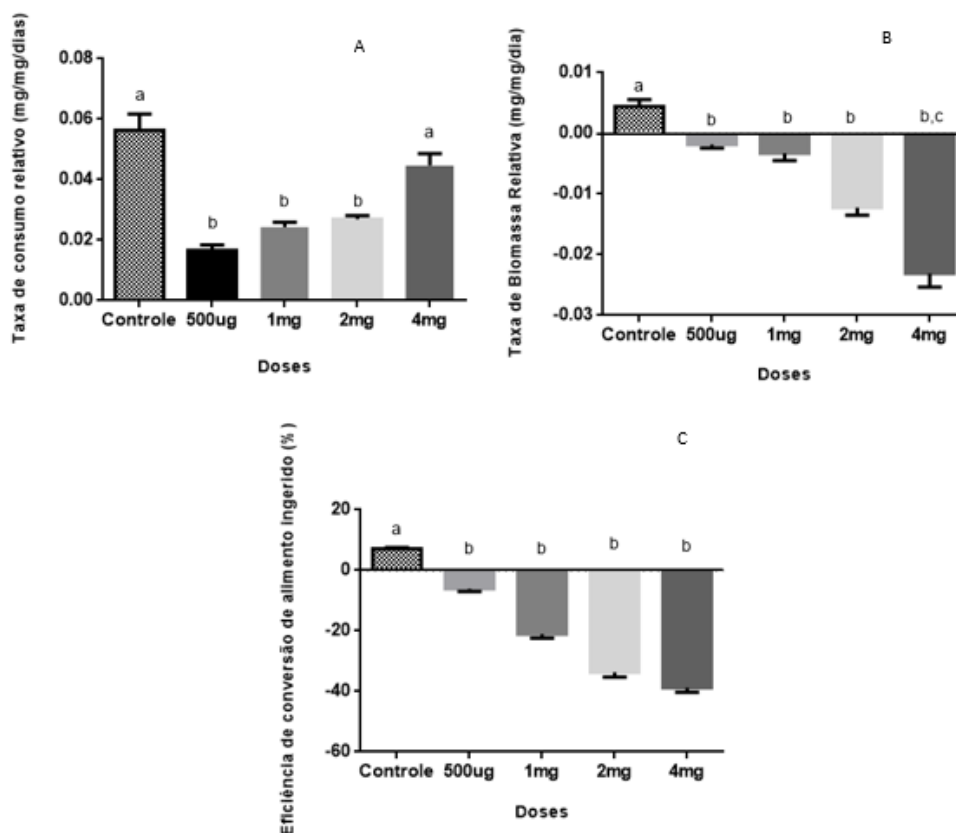 A
Taxa de consumo relativo (mg/mg/dias)
0.08
0.06
0.04
0.02
0.00
a
b
b
b
a
Controle 500ug 1mg 2mg 4mg
Doses
B
Taxa de Biomassa Relativa (mg/mg/dia)
0.01
0.00
-0.01
-0.02
-0.03
a
b
b
b
b,c
Controle 500ug 1mg 2mg 4mg
Doses
C
Eficiência de conversão de alimento ingerido (%)
20
0
-20
-40
-60
a
b
b
b
b
Controle 500ug 1mg 2mg 4mg
Doses